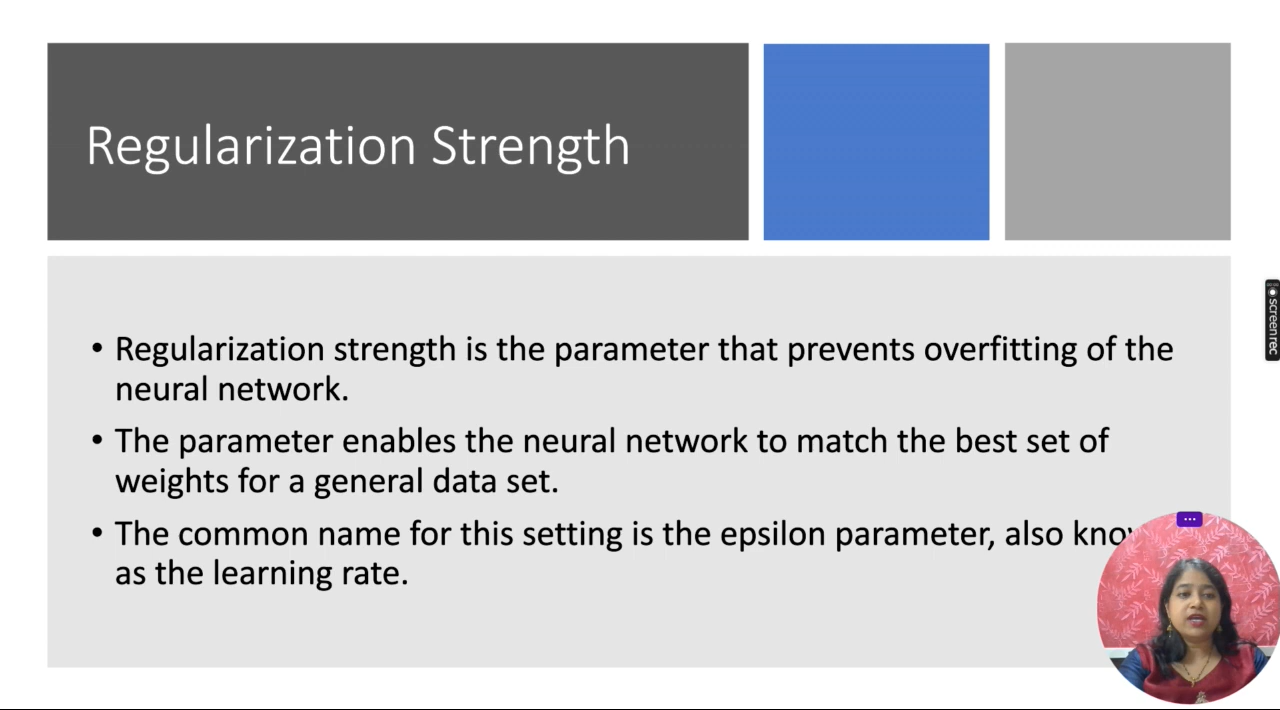 Regularization Strength
• Regularization strength is the parameter that prevents overfitting of the
neural network.
• The parameter enables the neural network to match the best set of
weights for a general data set.
• The common name for this setting is the epsilon parameter, also
as the learning rate.
screenrec